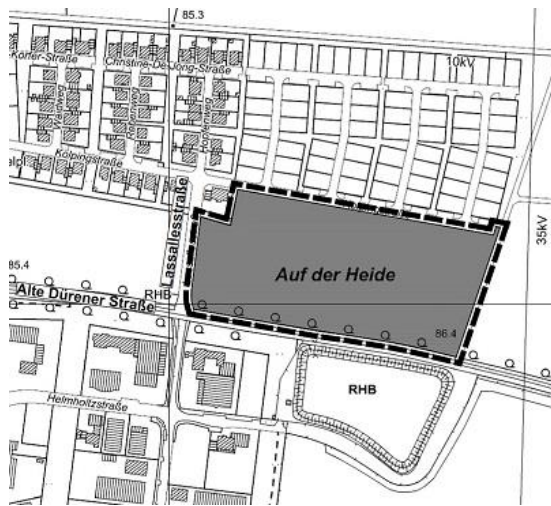 85.3
Christine-De-Jong-Straße
10kV
Kolpingstraße
35kV
Lassallesstraße
Auf der Heide
85.4
RHB
Alte Dürener Straße
86.4
RHB
Helmholtzstraße